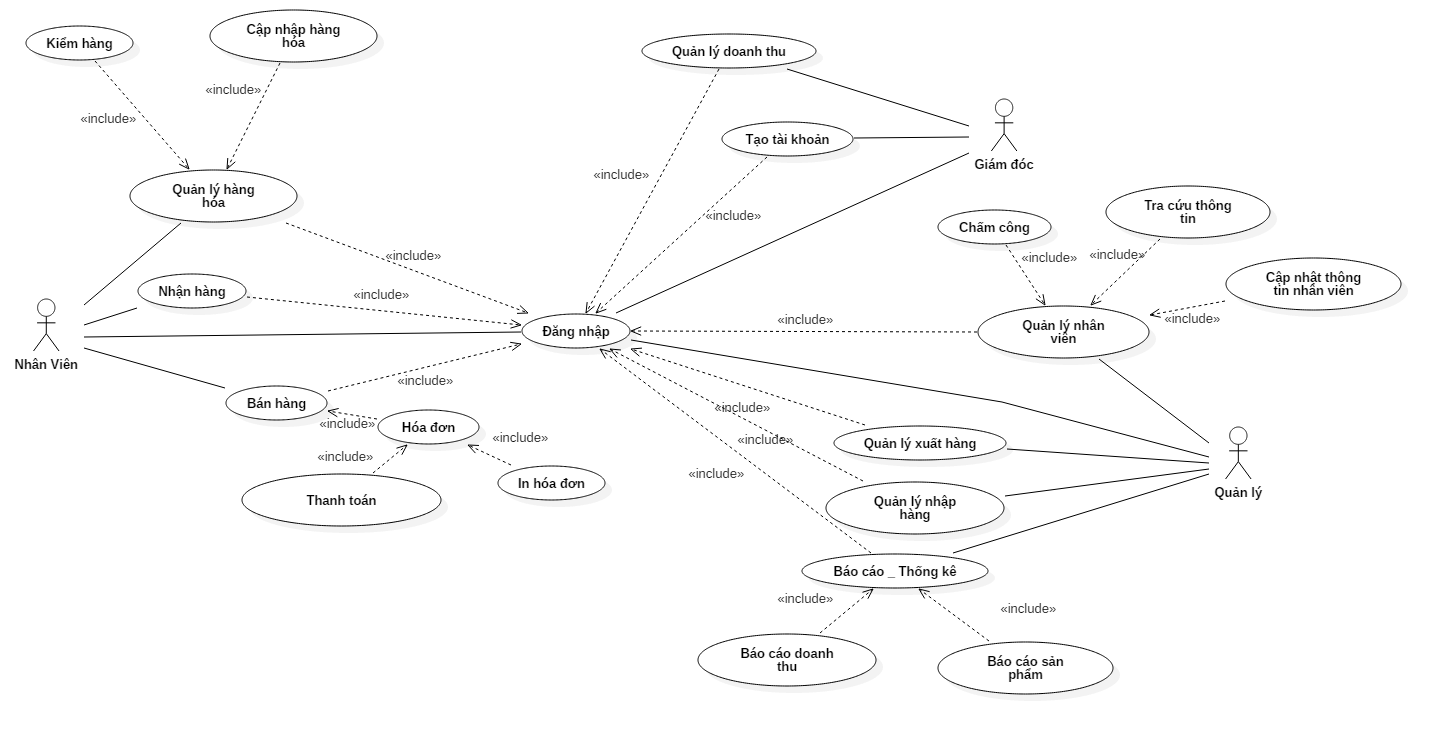 Kiểm hàng
Cập nhập hàng
hóa
«include»
«include»
Quản lý hàng
hóa
Quản lý doanh thu
Tạo tài khoản
Giám đóc
«include»
«include»
Chấm công
Tra cứu thông
tin
«include»
«include»
Cập nhật thông
tin nhân viên
«include»
Nhận hàng
«include»
«include»
Nhân Viên
Đăng nhập
«include»
Quản lý nhân
viên
Bán hàng
«include»
«include»
Hóa đơn
«include»
«include»
Thanh toán
In hóa đơn
«include»
«include»
«include»
Quản lý xuất hàng
Quản lý nhập
hàng
Quản lý
Báo cáo _ Thống kê
«include»
«include»
Báo cáo doanh
thu
Báo cáo sản
phẩm